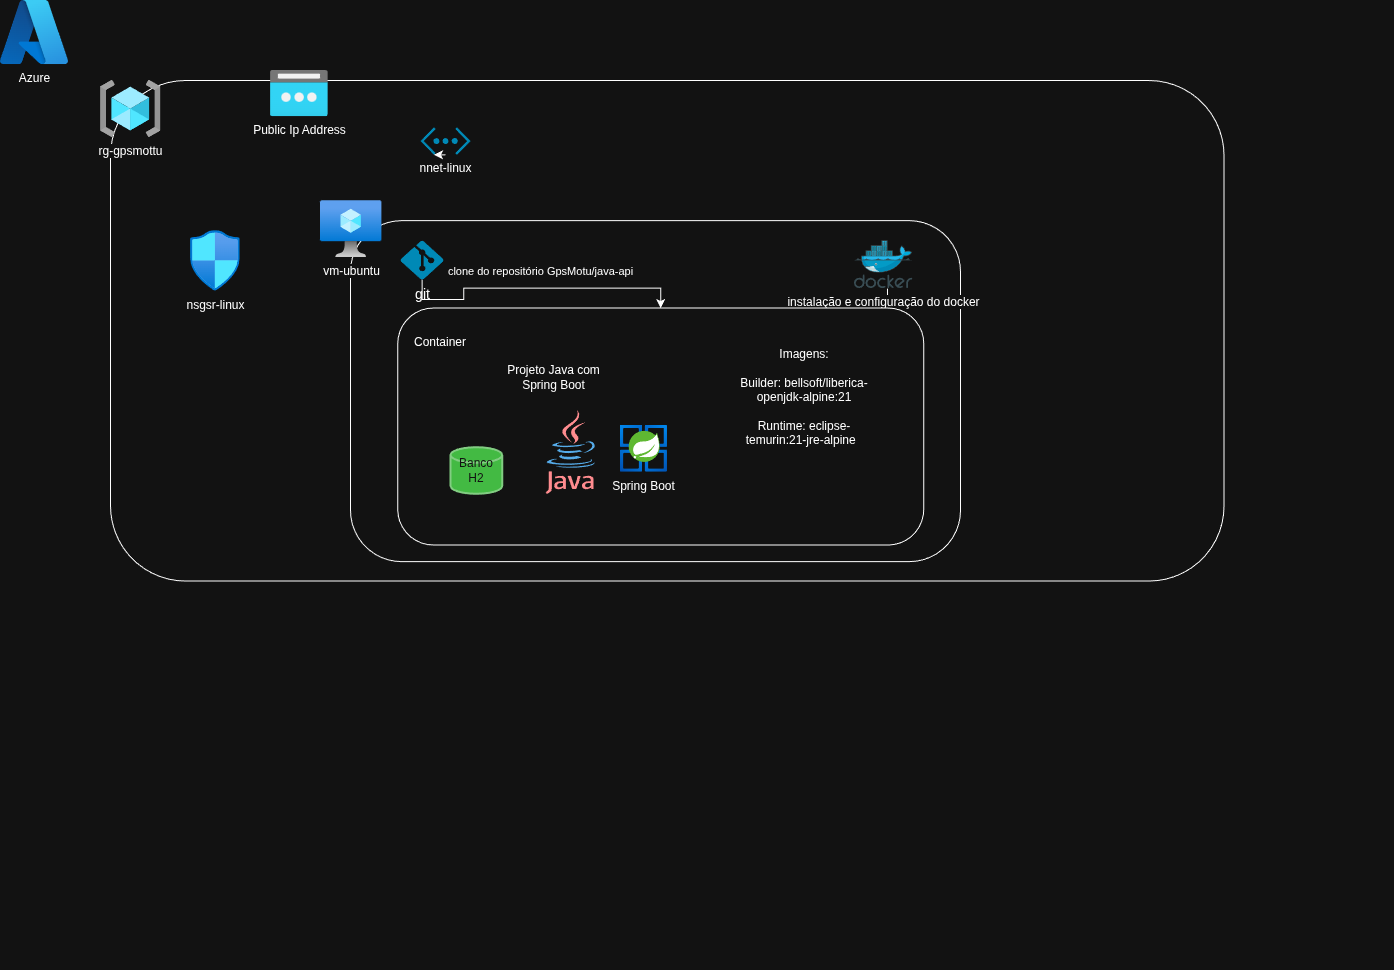 Azure
rg-gpsmottu
Public Ip Address
nnet-linux
nsgsr-linux
vm-ubuntu
git
clone do repositório GpsMotu/java-api
docker
instalação e configuração do docker
Container
Projeto Java com
Spring Boot
Imagens:
Builder: bellsoft/liberica-
openjdk-alpine:21
Runtime: eclipse-
temurin:21-jre-alpine
Banco
H2
Java
Spring Boot